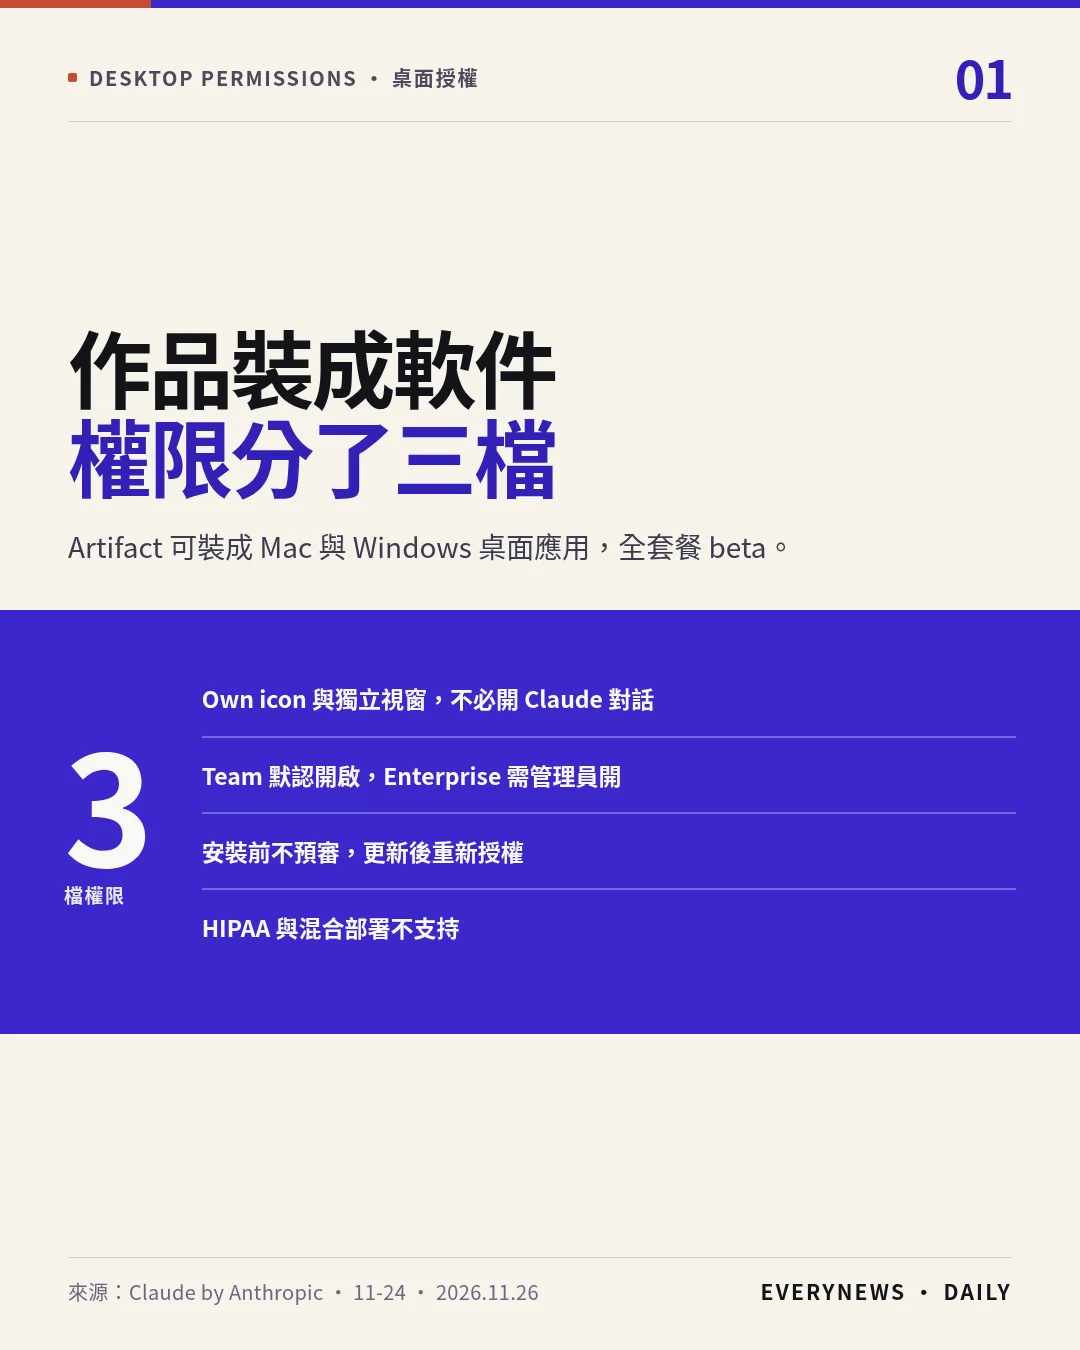 DESKTOP PERMISSIONS • 桌面授權
01
作品裝成軟件
權限分了三檔
Artifact 可裝成 Mac 與 Windows 桌面應用，全套餐 beta。
3
檔權限
Own icon 與獨立視窗，不必開 Claude 對話
Team 默認開啟，Enterprise 需管理員開
安裝前不預審，更新後重新授權
HIPAA 與混合部署不支持
來源：Claude by Anthropic • 11-24 • 2026.11.26
EVERYNEWS • DAILY